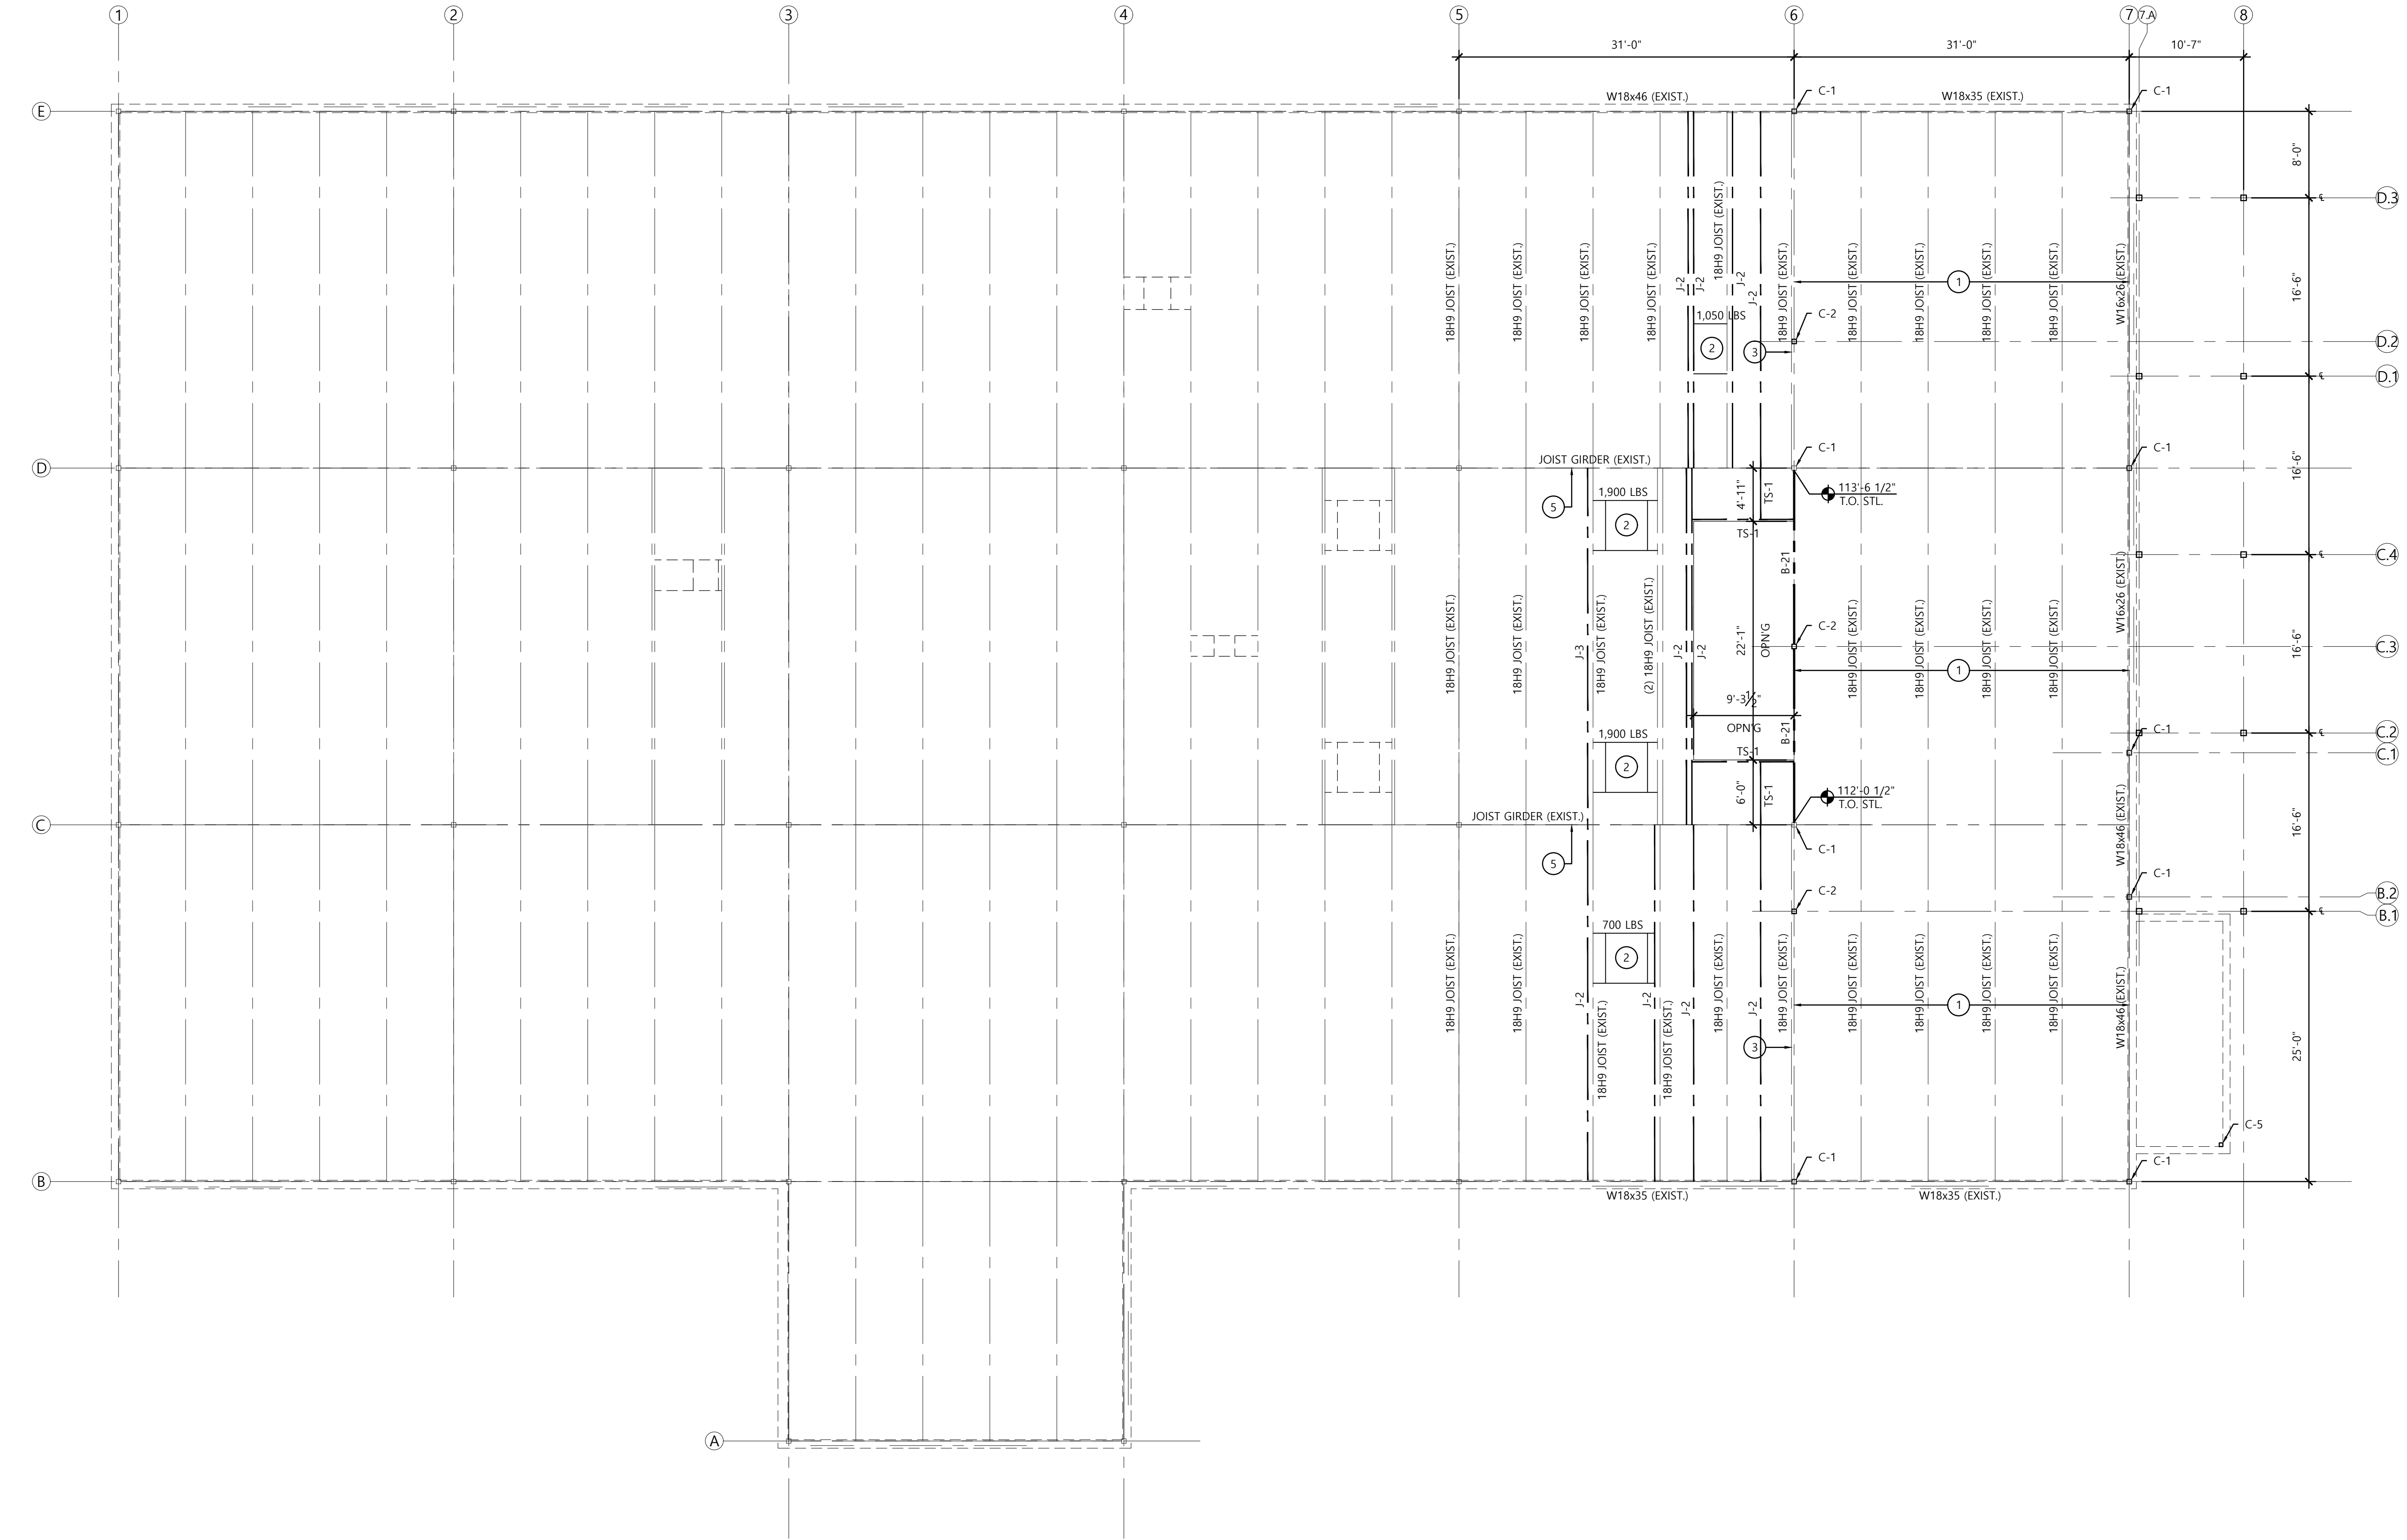 1
2
3
4
5
6
7
7.A
8
31'-0"
31'-0"
10'-7"
E
W18x46 (EXIST.)
C-1
W18x35 (EXIST.)
C-1
8'-0"
D.3
18H9 JOIST (EXIST.)
18H9 JOIST (EXIST.)
18H9 JOIST (EXIST.)
18H9 JOIST (EXIST.)
18H9 JOIST (EXIST.)
J-2
J-2
J-2
J-2
18H9 JOIST (EXIST.)
18H9 JOIST (EXIST.)
18H9 JOIST (EXIST.)
18H9 JOIST (EXIST.)
18H9 JOIST (EXIST.)
W16x26 (EXIST.)
1
16'-6"
1,050 LBS
2
C-2
3
D.2
D.1
D
JOIST GIRDER (EXIST.)
C-1
C-1
5
1,900 LBS
2
4'-11"
TS-1
113'-6 1/2"
T.O. STL.
16'-6"
TS-1
B-21
C.4
18H9 JOIST (EXIST.)
18H9 JOIST (EXIST.)
J-3
18H9 JOIST (EXIST.)
(2) 18H9 JOIST (EXIST.)
J-2
J-2
22'-1"
OPN'G
C-2
18H9 JOIST (EXIST.)
18H9 JOIST (EXIST.)
18H9 JOIST (EXIST.)
18H9 JOIST (EXIST.)
W16x26 (EXIST.)
1
16'-6"
C.3
9'-3 1/2"
OPN'G
B-21
1,900 LBS
2
TS-1
C-1
C.2
C.1
6'-0"
TS-1
112'-0 1/2"
T.O. STL.
C
JOIST GIRDER (EXIST.)
5
C-1
W18x46 (EXIST.)
16'-6"
C-1
C-2
B.2
B.1
700 LBS
2
18H9 JOIST (EXIST.)
18H9 JOIST (EXIST.)
J-2
18H9 JOIST (EXIST.)
J-2
18H9 JOIST (EXIST.)
J-2
18H9 JOIST (EXIST.)
J-2
18H9 JOIST (EXIST.)
18H9 JOIST (EXIST.)
18H9 JOIST (EXIST.)
18H9 JOIST (EXIST.)
18H9 JOIST (EXIST.)
W18x46 (EXIST.)
1
3
25'-0"
C-5
B
C-1
C-1
W18x35 (EXIST.)
W18x35 (EXIST.)
A